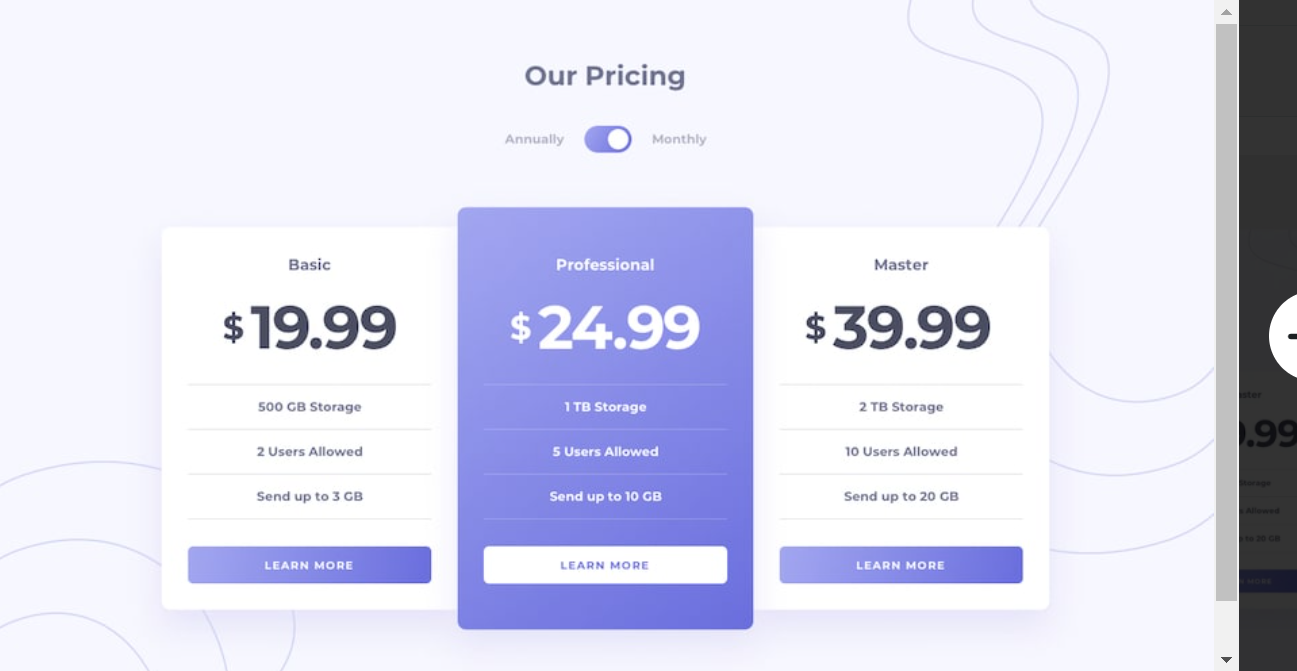 Our Pricing
Annually Monthly
Basic
$19.99
500 GB Storage
2 Users Allowed
Send up to 3 GB
LEARN MORE
Professional
$24.99
1 TB Storage
5 Users Allowed
Send up to 10 GB
LEARN MORE
Master
$39.99
2 TB Storage
10 Users Allowed
Send up to 20 GB
LEARN MORE